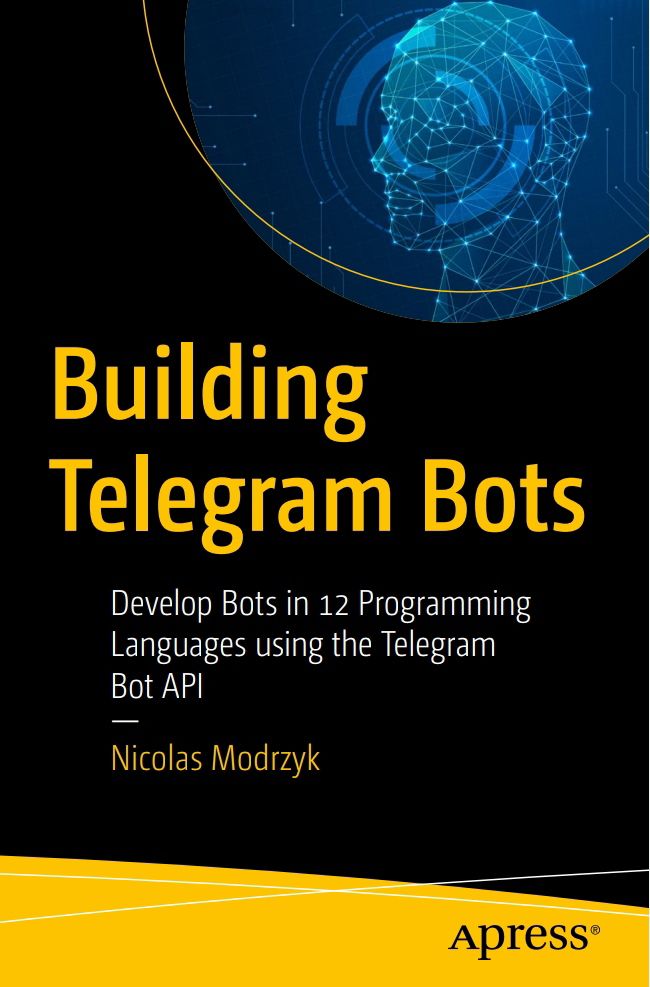 Building
Telegram Bots
Develop Bots in 12 Programming
Languages using the Telegram
Bot API
Nicolas Modrzyk
Apress®